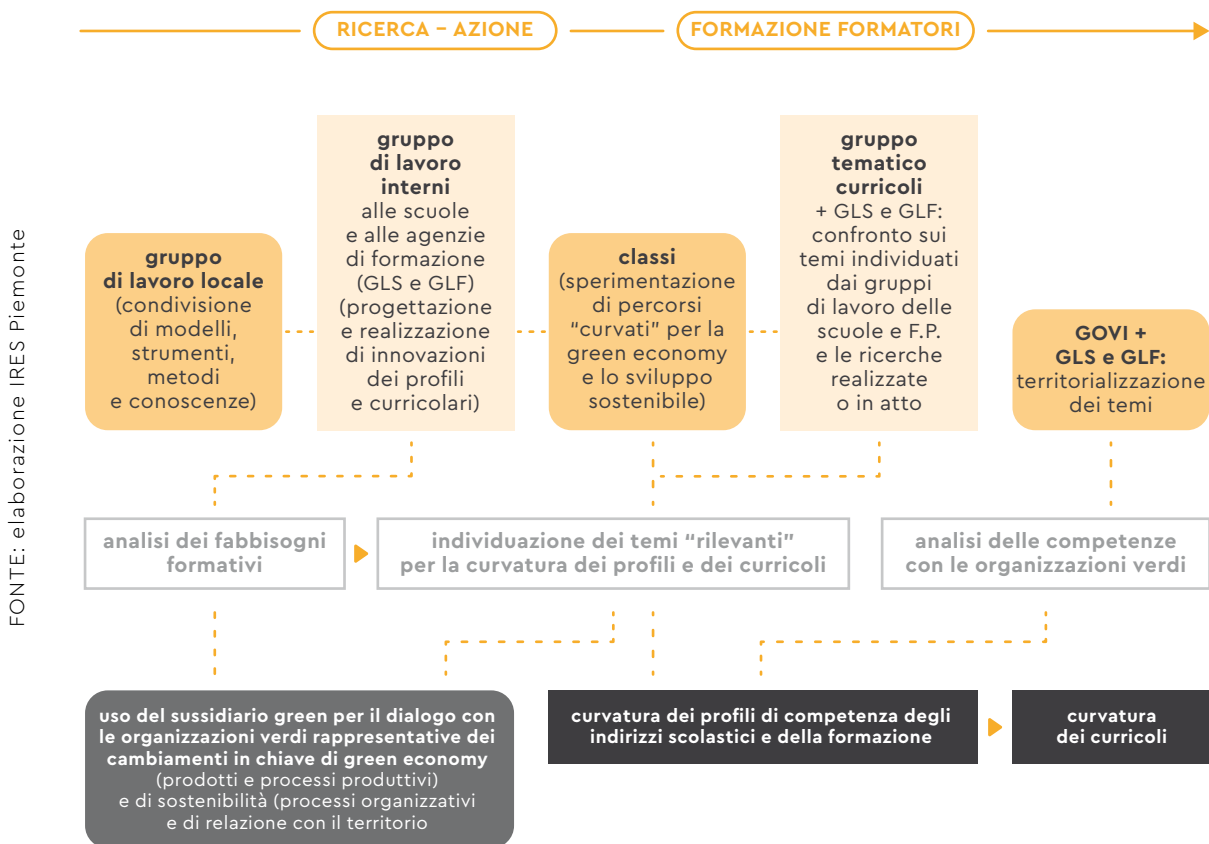 RICERCA – AZIONE
FORMAZIONE FORMATORI
FONTE: elaborazione IRES Piemonte
gruppo
di lavoro locale
(condivisione
di modelli,
strumenti,
metodi
e conoscenze)
gruppo
di lavoro
interni
alle scuole
e alle agenzie
di formazione
(GLS e GLF)
(progettazione
e realizzazione
di innovazioni
dei profili
e curricolari)
classi
(sperimentazione
di percorsi
“curvati” per la
green economy
e lo sviluppo
sostenibile)
gruppo
tematico
curricoli
+ GLS e GLF:
confronto sui
temi individuati
dai gruppi
di lavoro delle
scuole e F.P.
e le ricerche
realizzate
o in atto
GOVI +
GLS e GLF:
territorializzazione
dei temi
analisi dei fabbisogni
formativi
individuazione dei temi “rilevanti”
per la curvatura dei profili e dei curricoli
analisi delle competenze
con le organizzazioni verdi
uso del sussidiario green per il dialogo con
le organizzazioni verdi rappresentative dei
cambiamenti in chiave di green economy
(prodotti e processi produttivi)
e di sostenibilità (processi organizzativi
e di relazione con il territorio
curvatura dei profili di competenza degli
indirizzi scolastici e della formazione
curvatura
dei curricoli